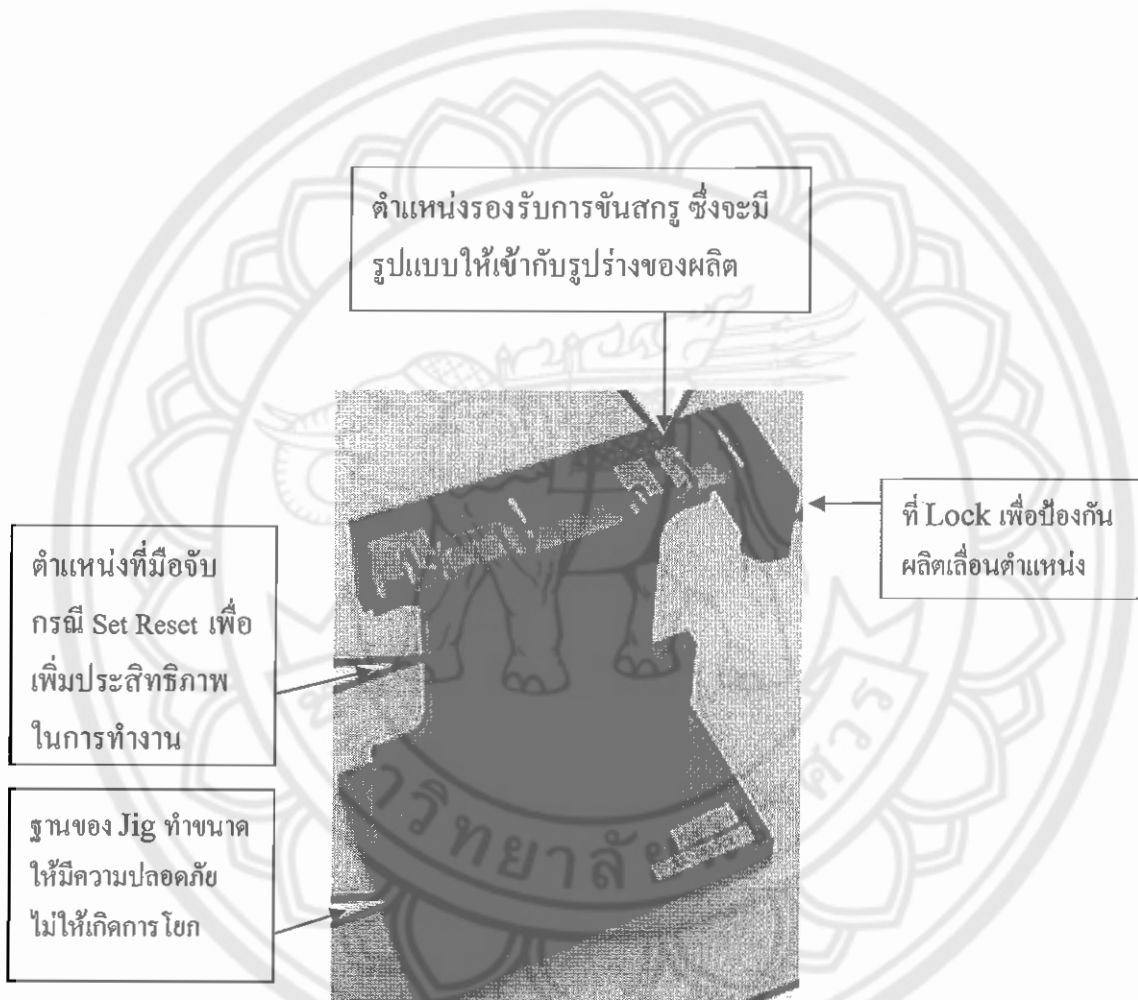 ตำแหน่งรองรับการขันสกรู ซึ่งจะมี
รูปแบบให้เข้ากับรูปร่างของผลิต
ที่ Lock เพื่อป้องกัน
ผลิตเลื่อนตำแหน่ง
ตำแหน่งที่มือจับ
กรณี Set Reset เพื่อ
เพิ่มประสิทธิภาพ
ในการทำงาน
ฐานของ Jig ทำขนาด
ให้มีความปลอดภัย
ไม่ให้เกิดการโยก